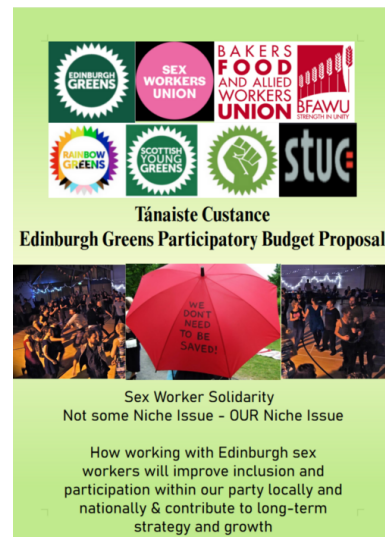 EDINBURGH
GREENS
SEX
WORKERS
UNION
BAKERS
FOOD
AND ALLIED
WORKERS
UNION
BFAWU
STRENGTH IN UNITY
RAINBOW
GREENS
SCOTTISH
YOUNG
GREENS
stuc
Tánaiste Custance
Edinburgh Greens Participatory Budget Proposal
WE
DON'T
NEED
TO BE
SAVED!
Sex Worker Solidarity
Not some Niche Issue - OUR Niche Issue
How working with Edinburgh sex
workers will improve inclusion and
participation within our party locally and
nationally & contribute to long-term
strategy and growth